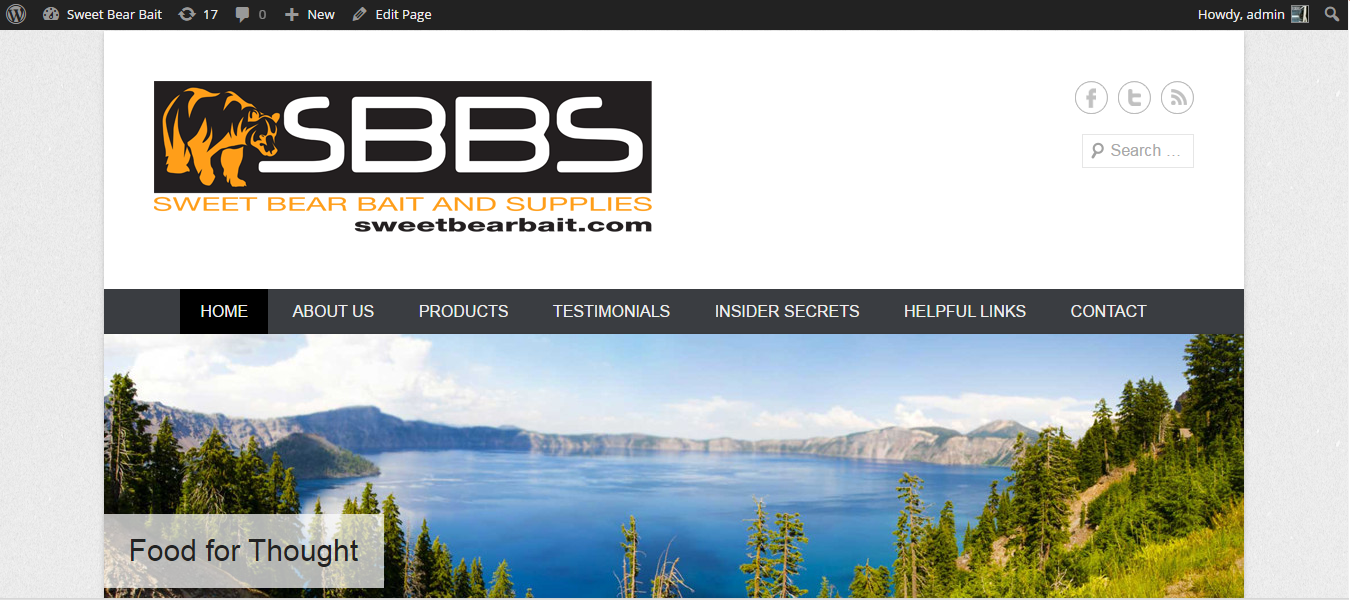 Sweet Bear Bait 17 0 New Edit Page Howdy, admin
SBBS
SWEET BEAR BAIT AND SUPPLIES
sweetbearbait.com
Search ...
HOME ABOUT US PRODUCTS TESTIMONIALS INSIDER SECRETS HELPFUL LINKS CONTACT
Food for Thought